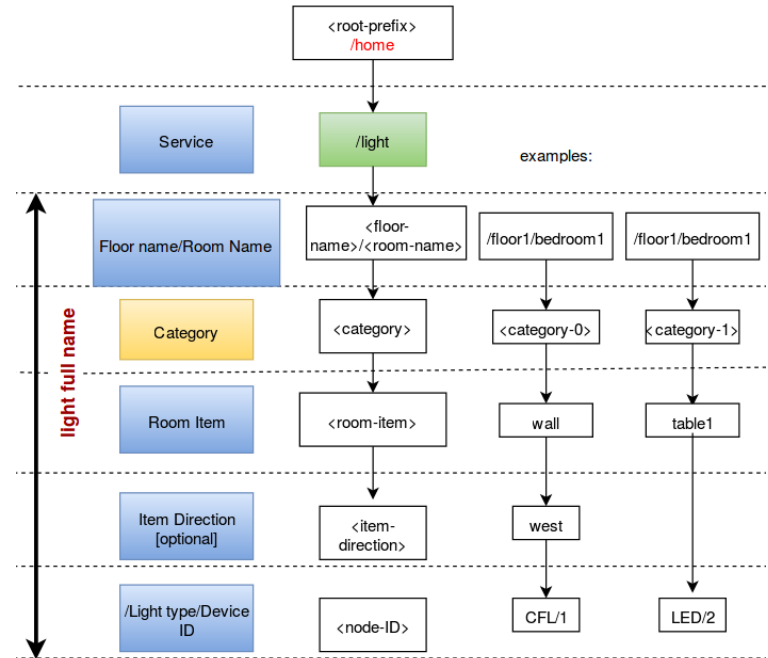 <root-prefix>
/home
Service
/light
examples:
Floor name/Room Name
<floor-
name>/<room-name>
/floor1/bedroom1
/floor1/bedroom1
light full name
Category
<category>
<category-0>
<category-1>
Room Item
<room-item>
wall
table1
Item Direction
[optional]
<item-
direction>
west
/Light type/Device
ID
<node-ID>
CFL/1
LED/2